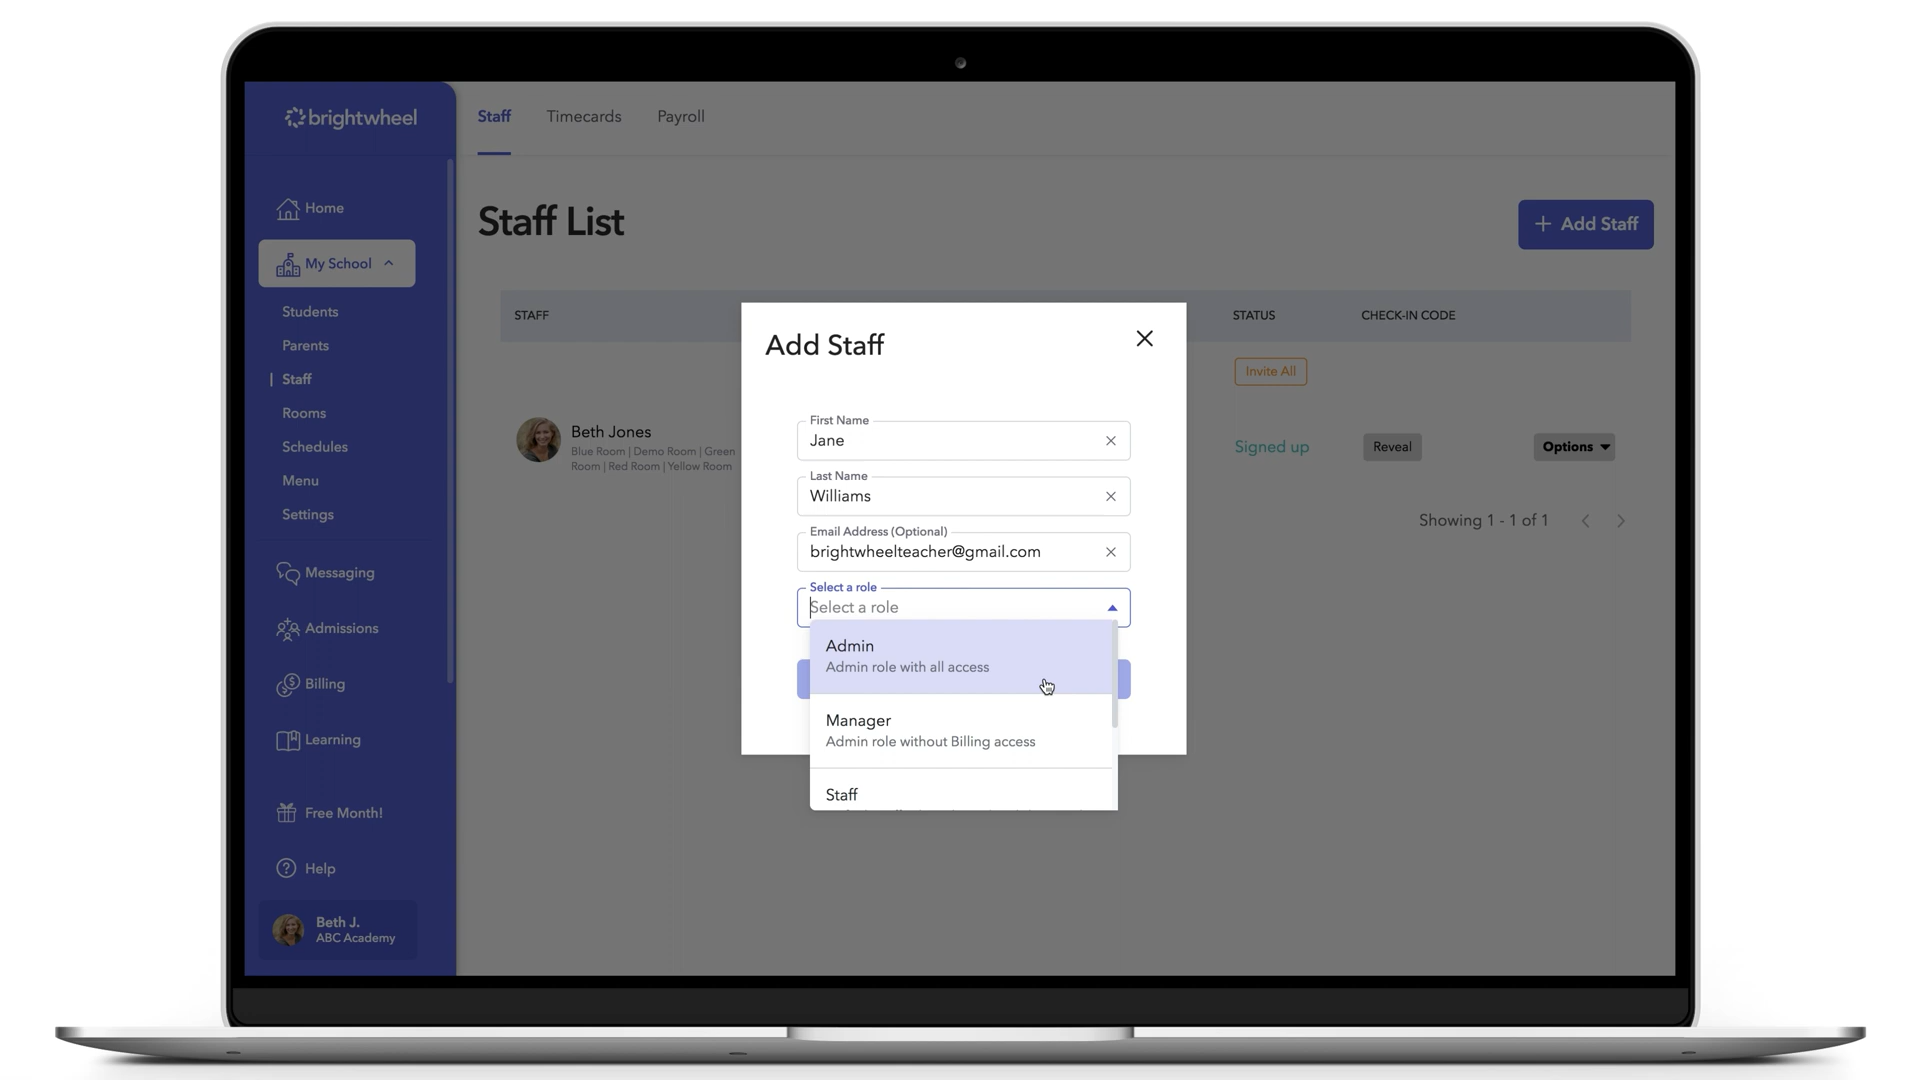 brightwheel
Staff
Timecards
Payroll
Home
My School
Students
Parents
Staff
Rooms
Schedules
Menu
Settings
Messaging
Admissions
Billing
Learning
Free Month!
Help
Beth J.
ABC Academy
Staff List
+ Add Staff
STAFF
STATUS
CHECK-IN CODE
Invite All
Beth Jones
Blue Room | Demo Room | Green
Room | Red Room | Yellow Room
Signed up
Reveal
Options
Showing 1 - 1 of 1
Add Staff
First Name
Jane
Last Name
Williams
Email Address (Optional)
brightwheelteacher@gmail.com
Select a role
Select a role
Admin
Admin role with all access
Manager
Admin role without Billing access
Staff